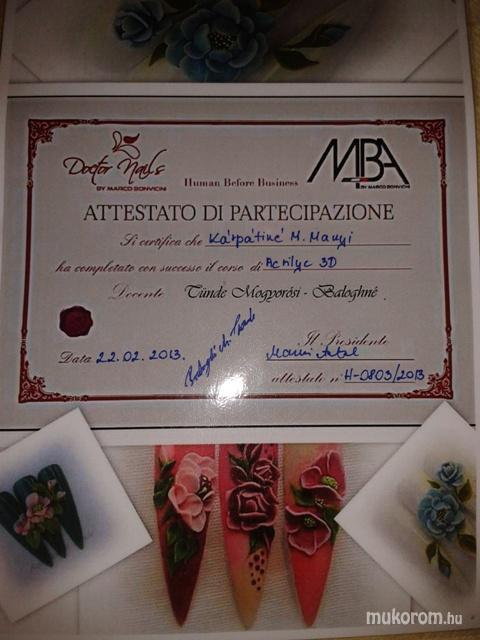 Doctor Nails
BY MARCO BONVICINI
Human Before Business
MBA
BY MARCO BONVICINI
ATTESTATO DI PARTECIPAZIONE
Si certifica che Kárpátiné M. Manyi
ha completato con successo il corso di Acrilyc 3D
Docente Tünde Mogyorósi - Baloghné
Il Presidente
Data 22.02.2013.
attestato n° H-0803/2013
mukorom.hu